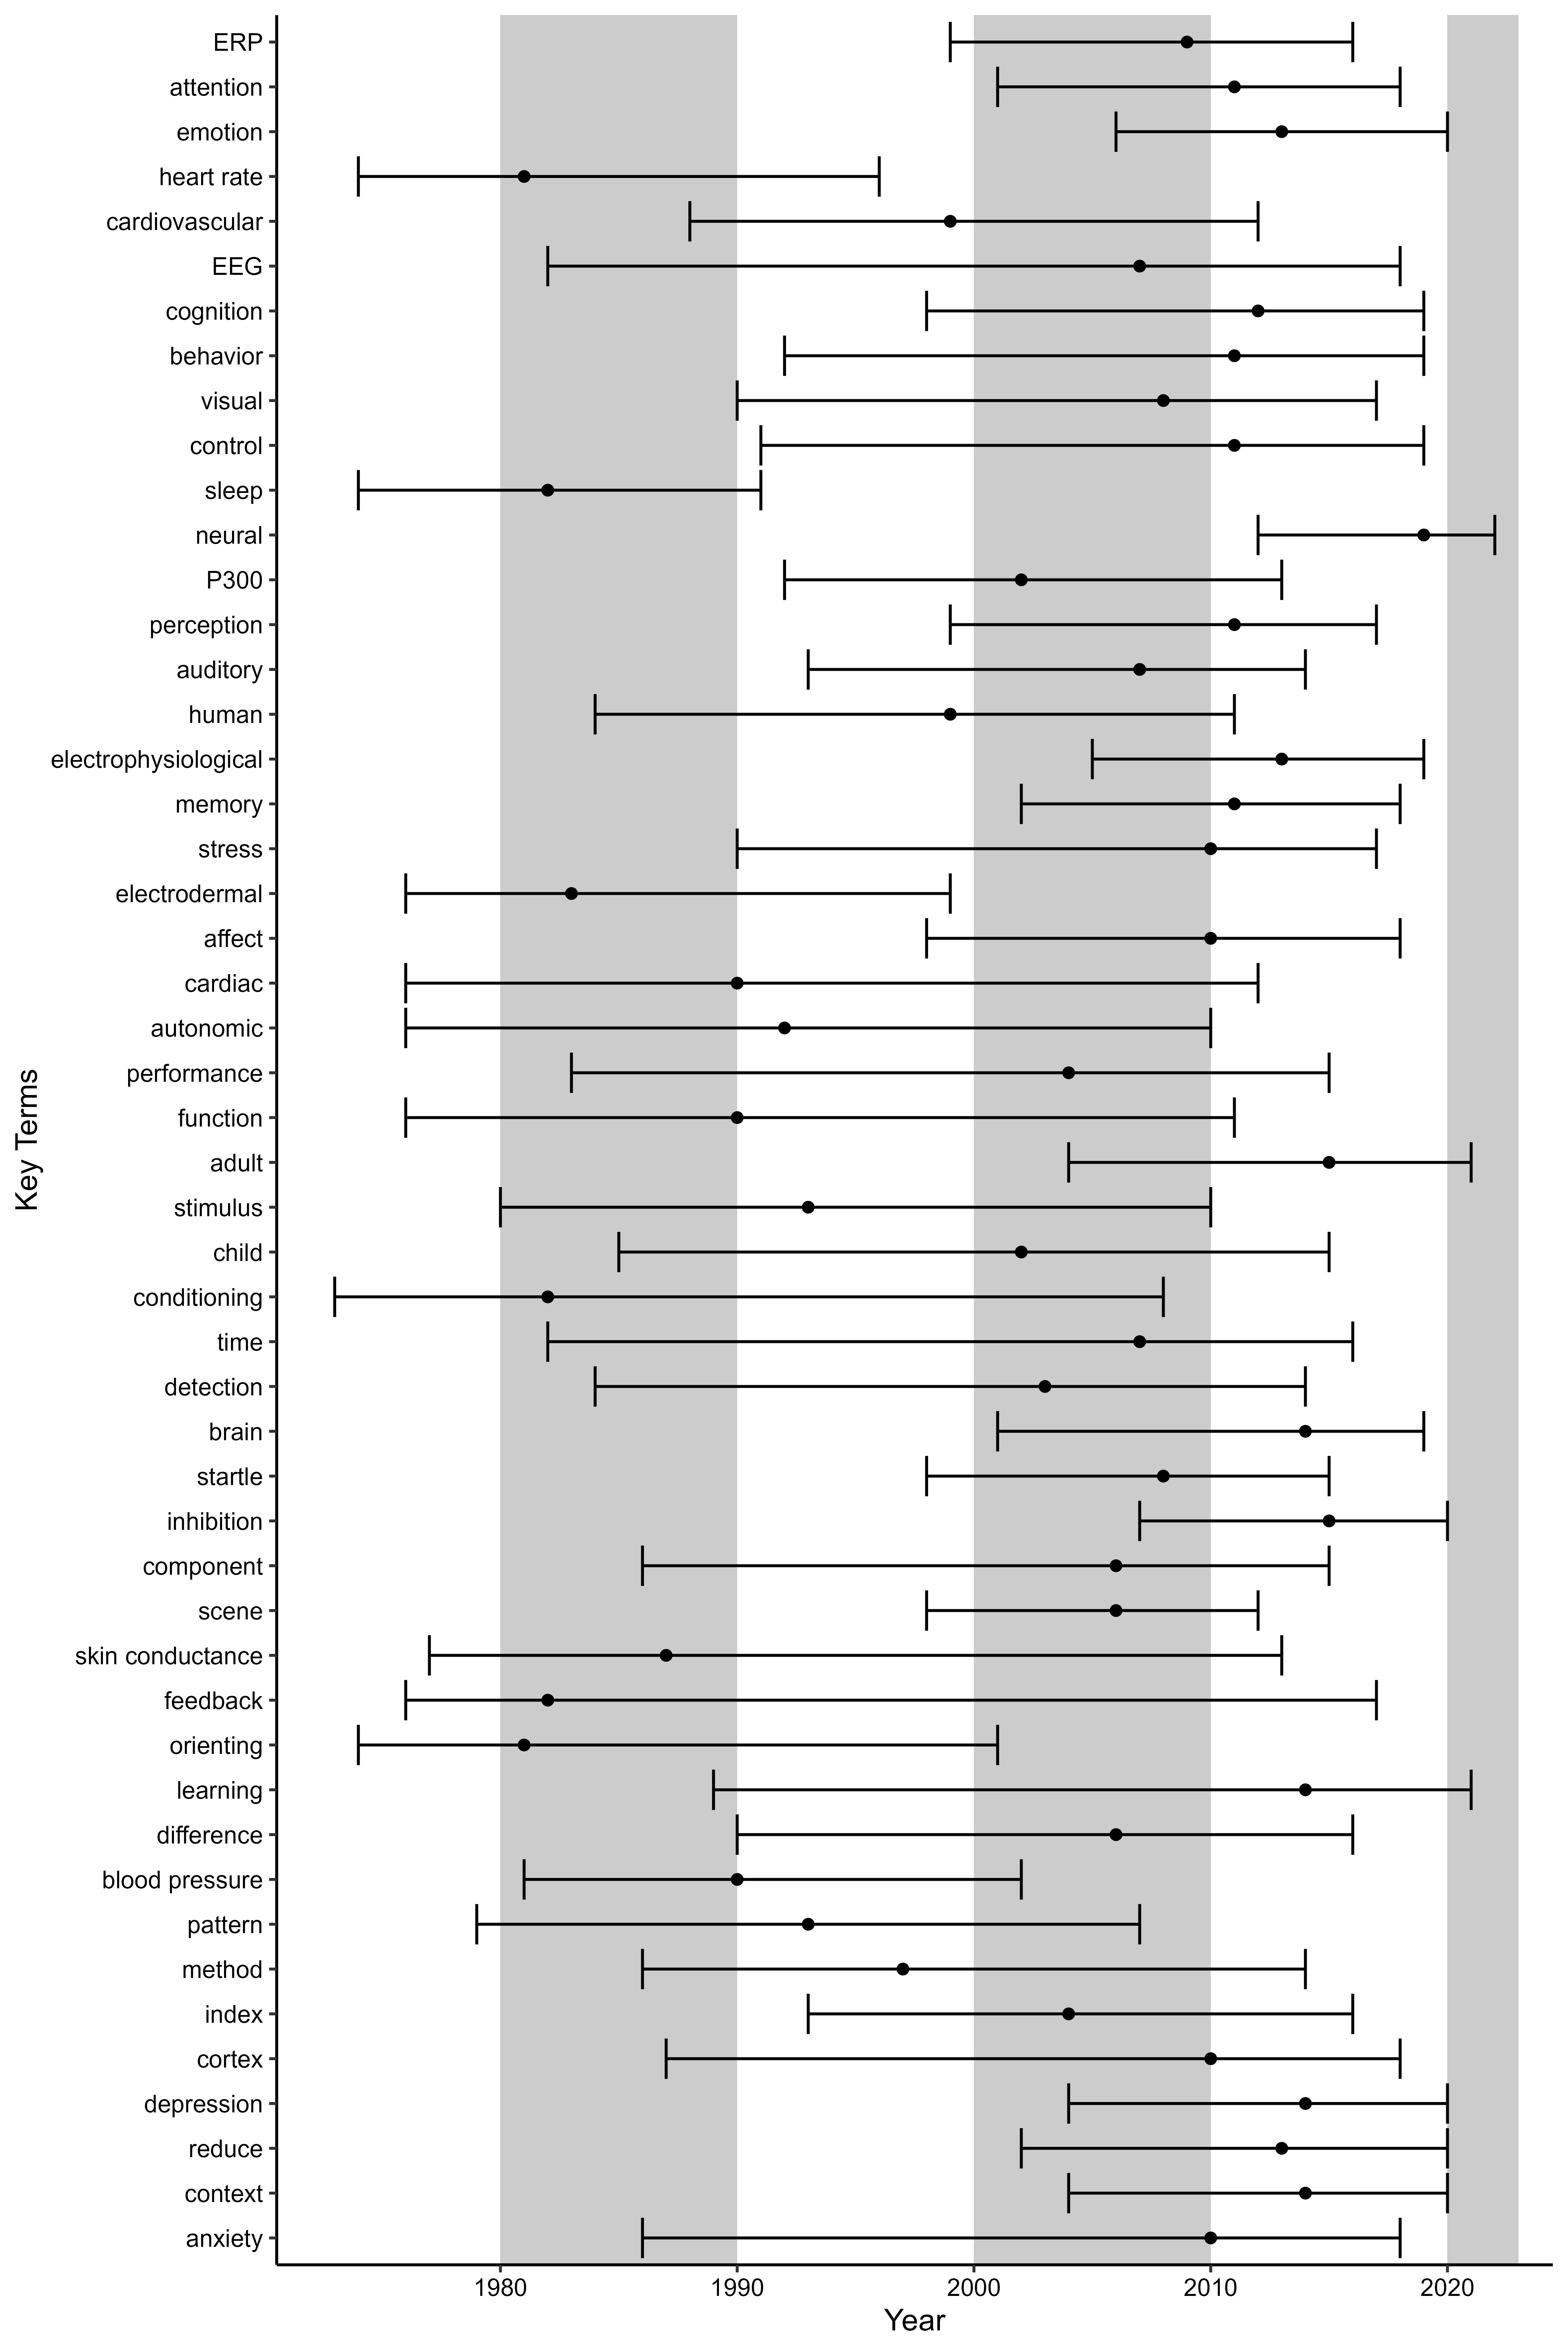 ERP
attention
emotion
heart rate
cardiovascular
EEG
cognition
behavior
visual
control
sleep
neural
P300
perception
auditory
human
electrophysiological
memory
stress
electrodermal
affect
cardiac
autonomic
performance
function
adult
stimulus
child
conditioning
time
detection
brain
startle
inhibition
component
scene
skin conductance
feedback
orienting
learning
difference
blood pressure
pattern
method
index
cortex
depression
reduce
context
anxiety
Key Terms
1980 1990 2000 2010 2020
Year